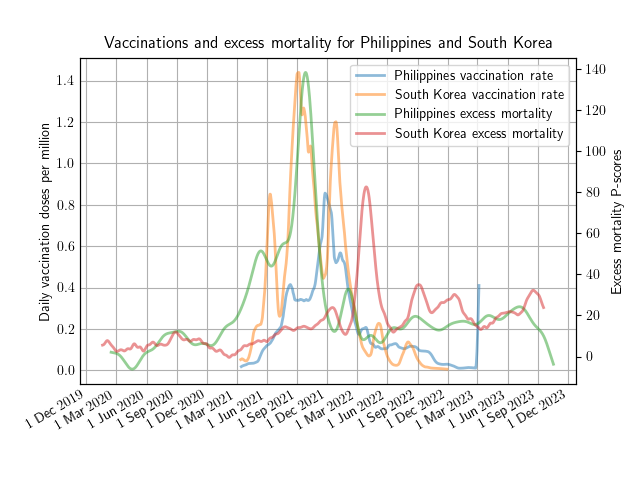 Vaccinations and excess mortality for Philippines and South Korea
Philippines vaccination rate
South Korea vaccination rate
Philippines excess mortality
South Korea excess mortality
Daily vaccination doses per million
1.4
1.2
1.0
0.8
0.6
0.4
0.2
0.0
140
120
100
80
60
40
20
0
Excess mortality P-scores
1 Dec 2019
1 Mar 2020
1 Jun 2020
1 Sep 2020
1 Dec 2020
1 Mar 2021
1 Jun 2021
1 Sep 2021
1 Dec 2021
1 Mar 2022
1 Jun 2022
1 Sep 2022
1 Dec 2022
1 Mar 2023
1 Jun 2023
1 Sep 2023
1 Dec 2023